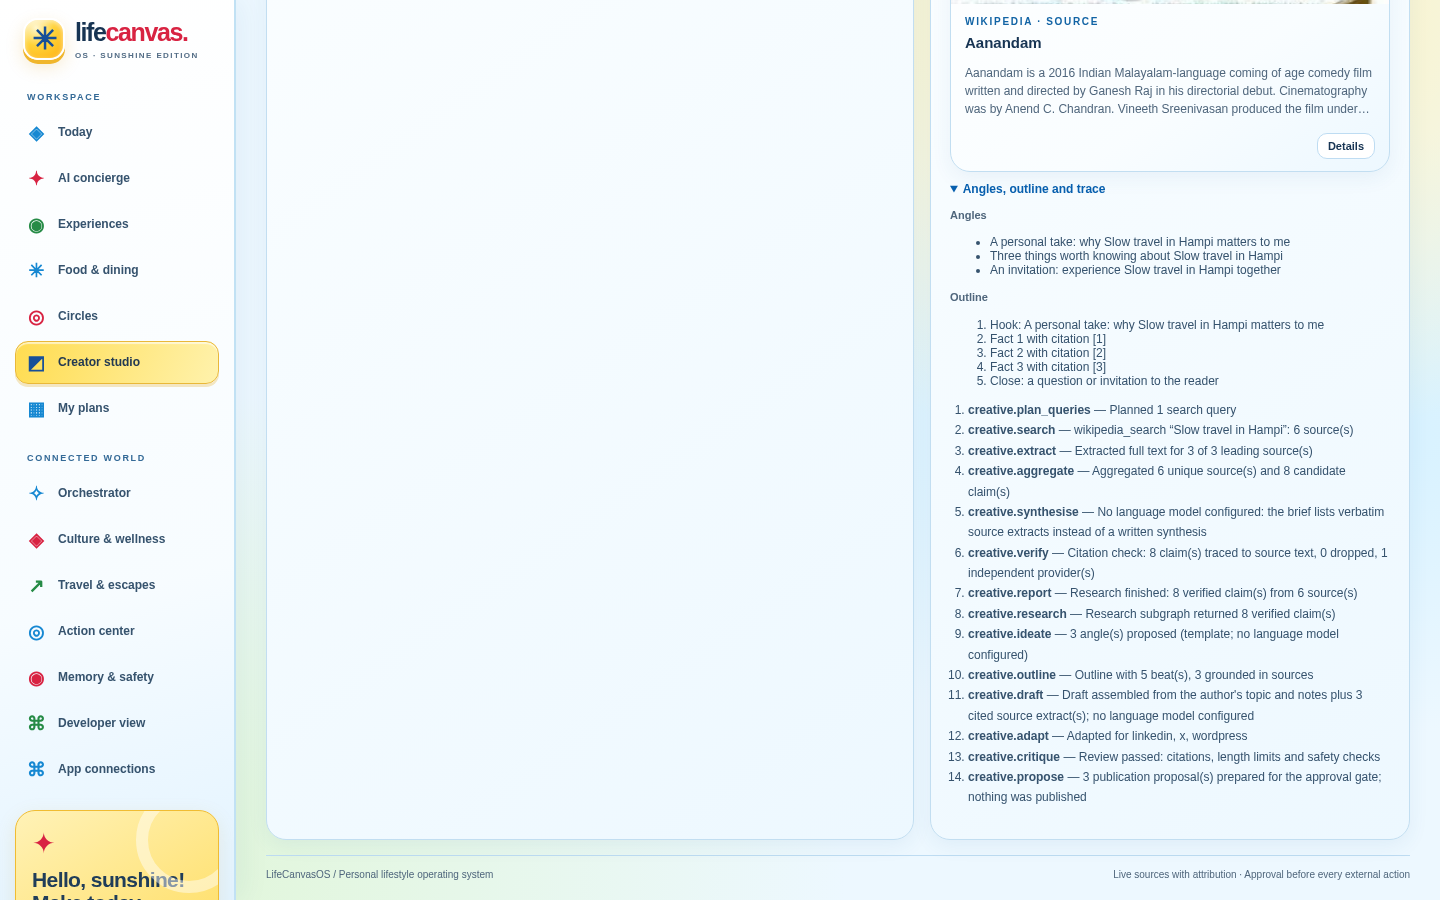 lifecanvas.
OS · SUNSHINE EDITION
WORKSPACE
Today
AI concierge
Experiences
Food & dining
Circles
Creator studio
My plans
CONNECTED WORLD
Orchestrator
Culture & wellness
Travel & escapes
Action center
Memory & safety
Developer view
App connections
Hello, sunshine!
Make today
WIKIPEDIA · SOURCE
Aanandam
Aanandam is a 2016 Indian Malayalam-language coming of age comedy film
written and directed by Ganesh Raj in his directorial debut. Cinematography
was by Anend C. Chandran. Vineeth Sreenivasan produced the film under…
Details
▼ Angles, outline and trace
Angles
• A personal take: why Slow travel in Hampi matters to me
• Three things worth knowing about Slow travel in Hampi
• An invitation: experience Slow travel in Hampi together
Outline
1. Hook: A personal take: why Slow travel in Hampi matters to me
2. Fact 1 with citation [1]
3. Fact 2 with citation [2]
4. Fact 3 with citation [3]
5. Close: a question or invitation to the reader
1. creative.plan_queries — Planned 1 search query
2. creative.search — wikipedia_search “Slow travel in Hampi”: 6 source(s)
3. creative.extract — Extracted full text for 3 of 3 leading source(s)
4. creative.aggregate — Aggregated 6 unique source(s) and 8 candidate
claim(s)
5. creative.synthesise — No language model configured: the brief lists verbatim
source extracts instead of a written synthesis
6. creative.verify — Citation check: 8 claim(s) traced to source text, 0 dropped, 1
independent provider(s)
7. creative.report — Research finished: 8 verified claim(s) from 6 source(s)
8. creative.research — Research subgraph returned 8 verified claim(s)
9. creative.ideate — 3 angle(s) proposed (template; no language model
configured)
10. creative.outline — Outline with 5 beat(s), 3 grounded in sources
11. creative.draft — Draft assembled from the author's topic and notes plus 3
cited source extract(s); no language model configured
12. creative.adapt — Adapted for linkedin, x, wordpress
13. creative.critique — Review passed: citations, length limits and safety checks
14. creative.propose — 3 publication proposal(s) prepared for the approval gate;
nothing was published
LifeCanvasOS / Personal lifestyle operating system
Live sources with attribution · Approval before every external action